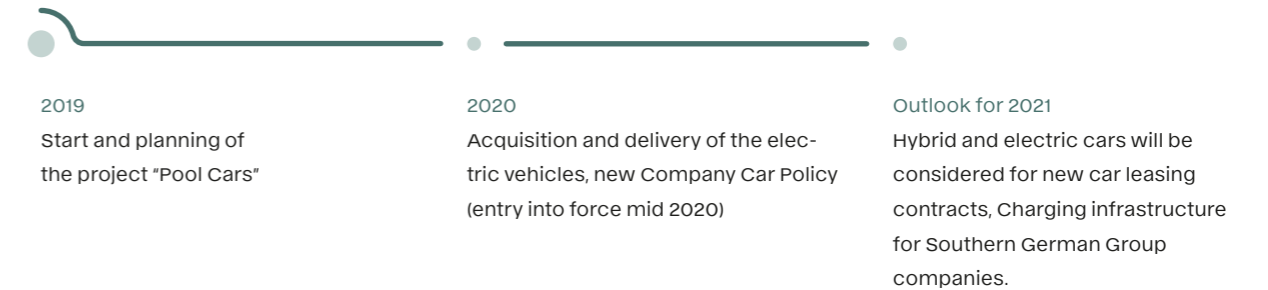 2019
Start and planning of
the project "Pool Cars"
2020
Acquisition and delivery of the elec-
tric vehicles, new Company Car Policy
(entry into force mid 2020)
Outlook for 2021
Hybrid and electric cars will be
considered for new car leasing
contracts, Charging infrastructure
for Southern German Group
companies.